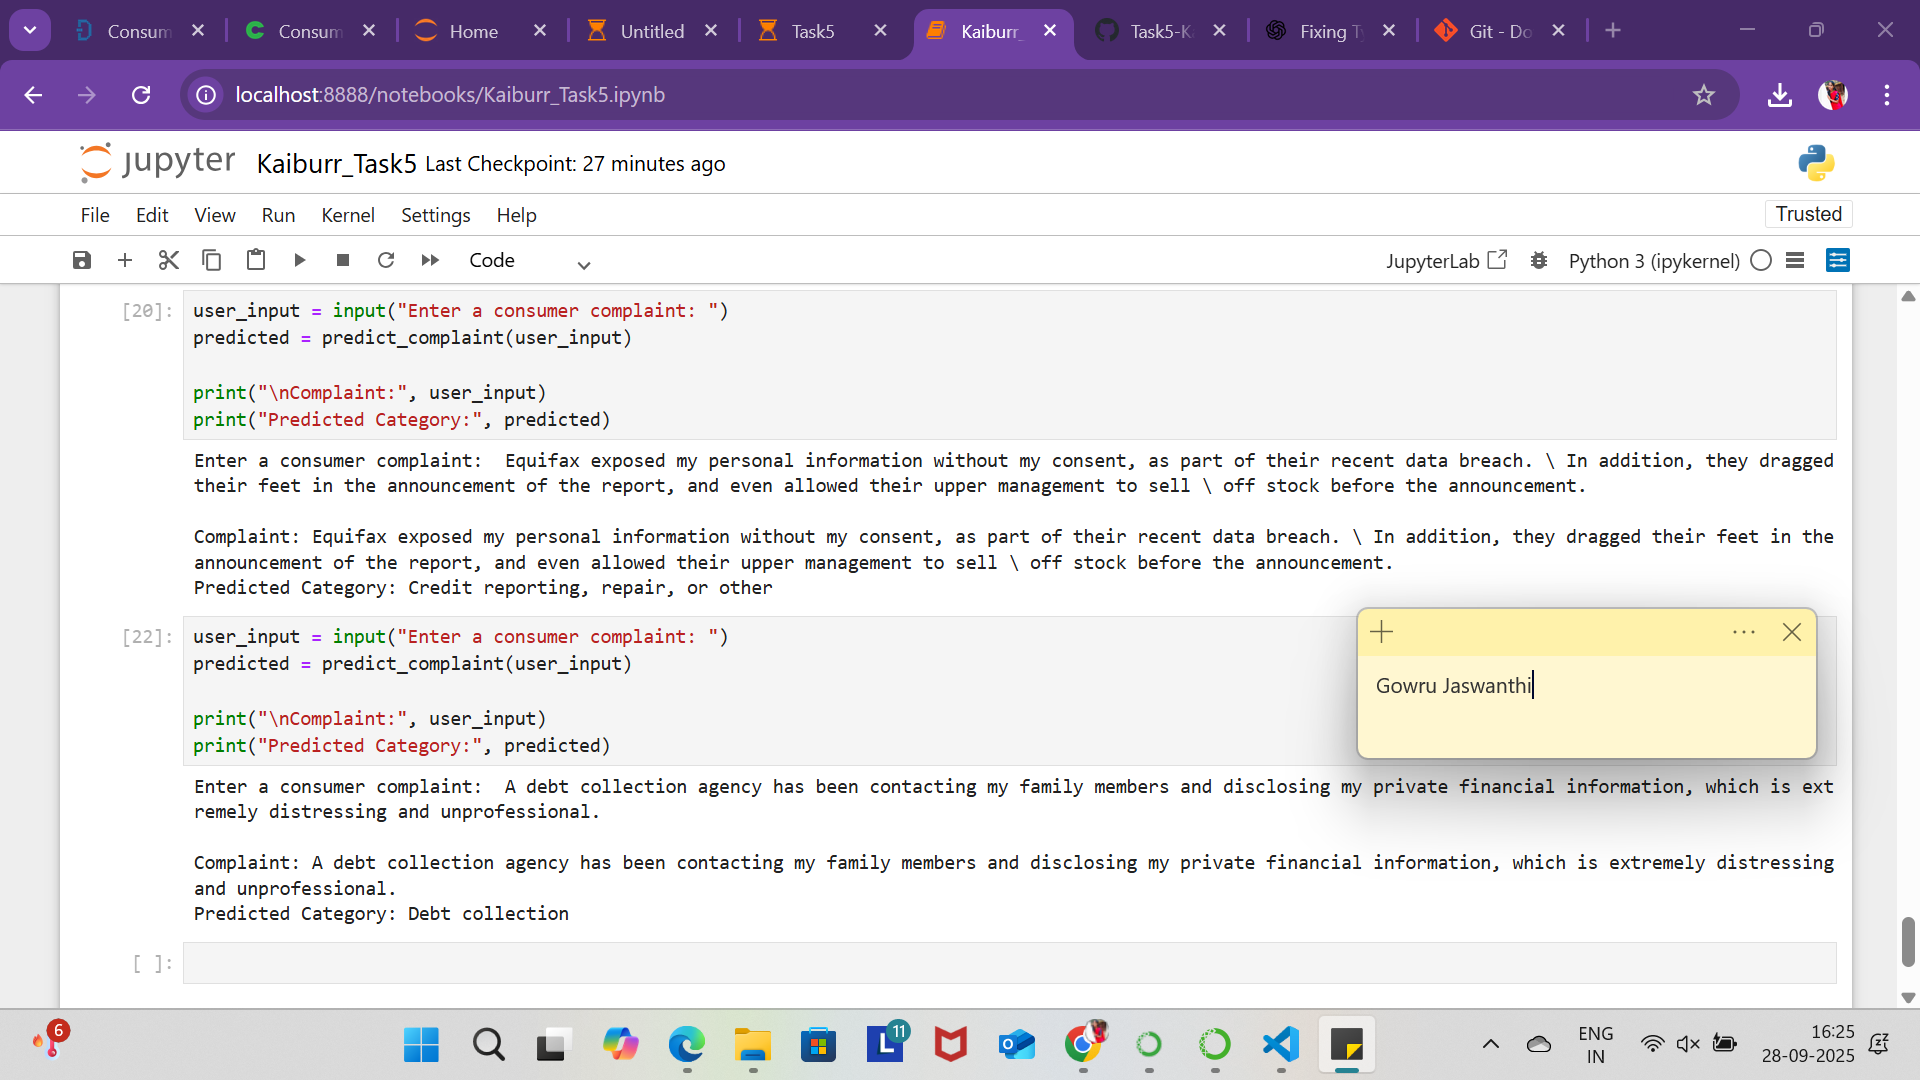 Consum
Consum
Home
Untitled
Task5
Kaiburr_
Task5-K
Fixing T
Git - Do
localhost:8888/notebooks/Kaiburr_Task5.ipynb
jupyter Kaiburr_Task5 Last Checkpoint: 27 minutes ago
File Edit View Run Kernel Settings Help
Trusted
Code
JupyterLab
Python 3 (ipykernel)
[20]:
user_input = input("Enter a consumer complaint: ")
predicted = predict_complaint(user_input)
print("\nComplaint:", user_input)
print("Predicted Category:", predicted)
Enter a consumer complaint:  Equifax exposed my personal information without my consent, as part of their recent data breach. \ In addition, they dragged
their feet in the announcement of the report, and even allowed their upper management to sell \ off stock before the announcement.
Complaint: Equifax exposed my personal information without my consent, as part of their recent data breach. \ In addition, they dragged their feet in the
announcement of the report, and even allowed their upper management to sell \ off stock before the announcement.
Predicted Category: Credit reporting, repair, or other
[22]:
user_input = input("Enter a consumer complaint: ")
predicted = predict_complaint(user_input)
print("\nComplaint:", user_input)
print("Predicted Category:", predicted)
Gowru Jaswanthi
Enter a consumer complaint:  A debt collection agency has been contacting my family members and disclosing my private financial information, which is ext
remely distressing and unprofessional.
Complaint: A debt collection agency has been contacting my family members and disclosing my private financial information, which is extremely distressing
and unprofessional.
Predicted Category: Debt collection
[ ]:
6
L
11
ENG
IN
16:25
28-09-2025